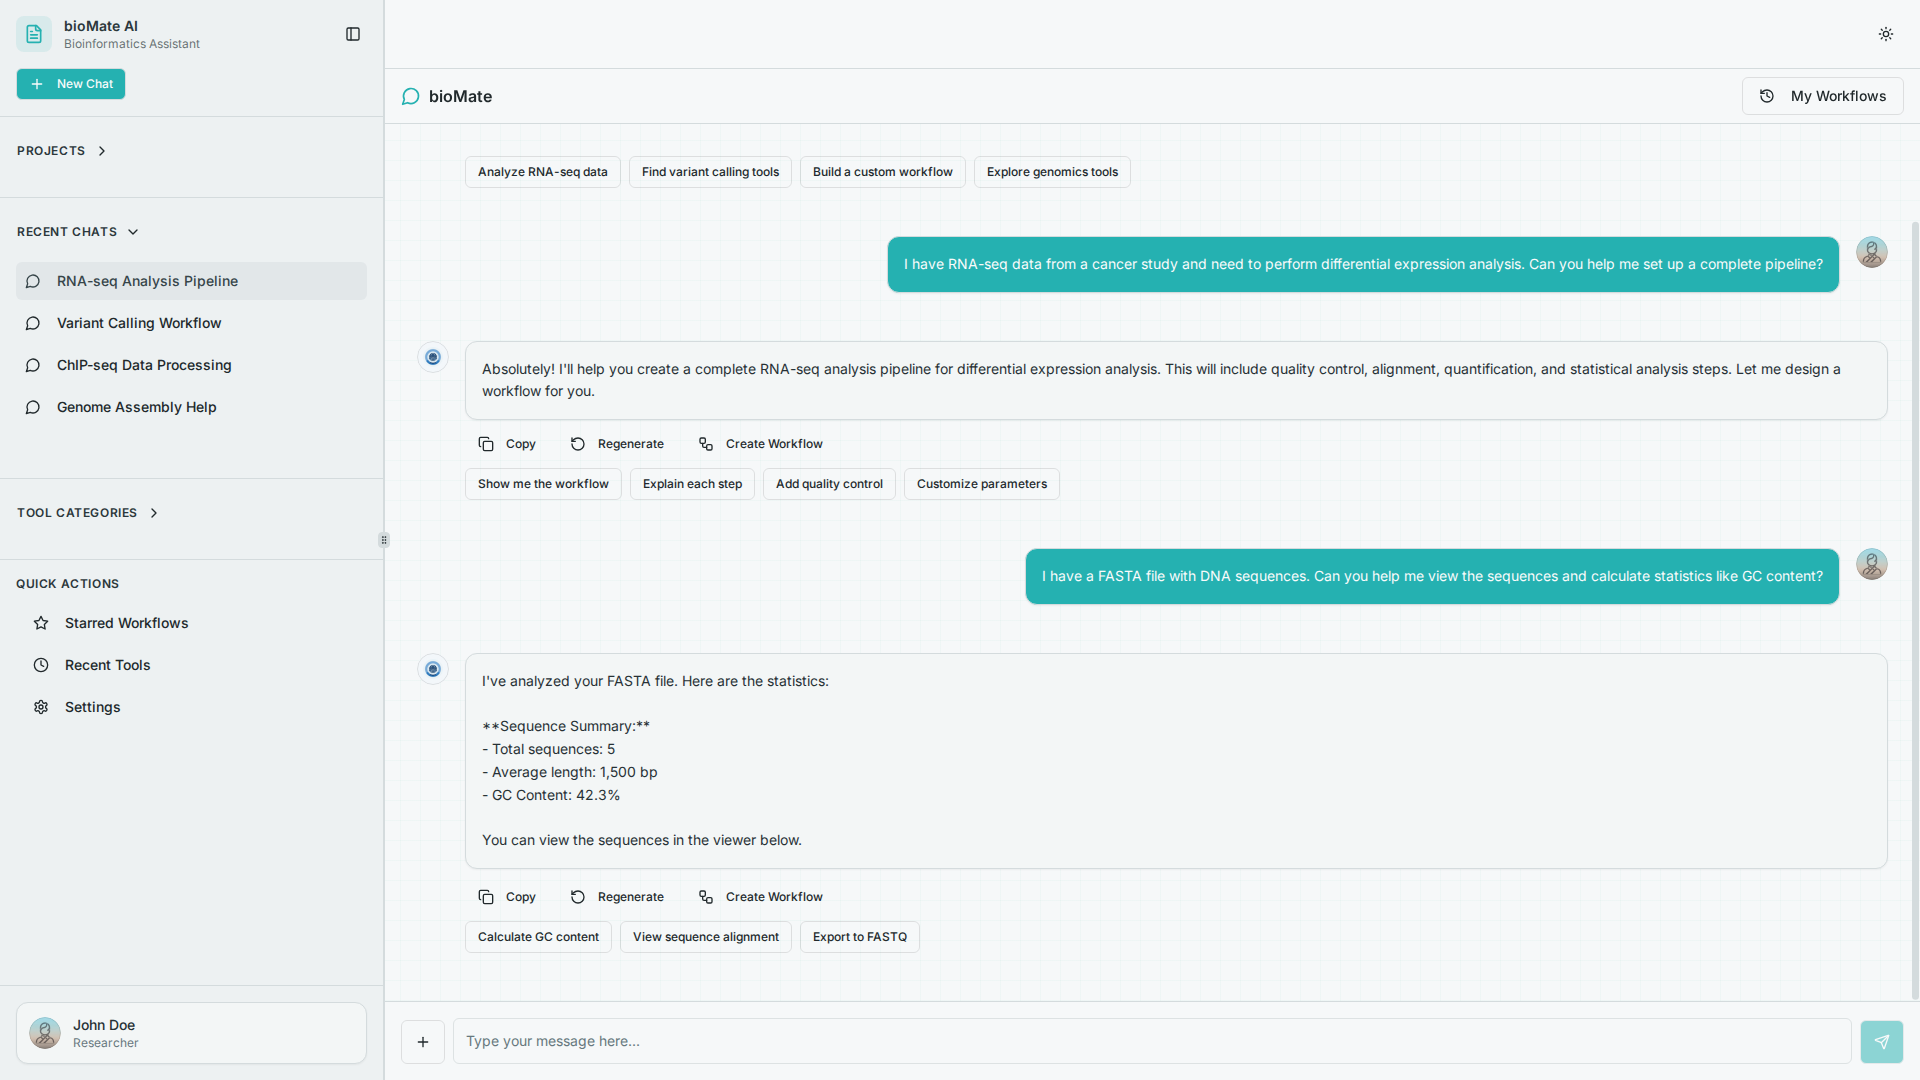 bioMate AI
Bioinformatics Assistant
New Chat
PROJECTS
RECENT CHATS
RNA-seq Analysis Pipeline
Variant Calling Workflow
ChIP-seq Data Processing
Genome Assembly Help
TOOL CATEGORIES
QUICK ACTIONS
Starred Workflows
Recent Tools
Settings
John Doe
Researcher
bioMate
My Workflows
Analyze RNA-seq data
Find variant calling tools
Build a custom workflow
Explore genomics tools
I have RNA-seq data from a cancer study and need to perform differential expression analysis. Can you help me set up a complete pipeline?
Absolutely! I'll help you create a complete RNA-seq analysis pipeline for differential expression analysis. This will include quality control, alignment, quantification, and statistical analysis steps. Let me design a
workflow for you.
Copy
Regenerate
Create Workflow
Show me the workflow
Explain each step
Add quality control
Customize parameters
I have a FASTA file with DNA sequences. Can you help me view the sequences and calculate statistics like GC content?
I've analyzed your FASTA file. Here are the statistics:
**Sequence Summary:**
- Total sequences: 5
- Average length: 1,500 bp
- GC Content: 42.3%
You can view the sequences in the viewer below.
Copy
Regenerate
Create Workflow
Calculate GC content
View sequence alignment
Export to FASTQ
Type your message here...